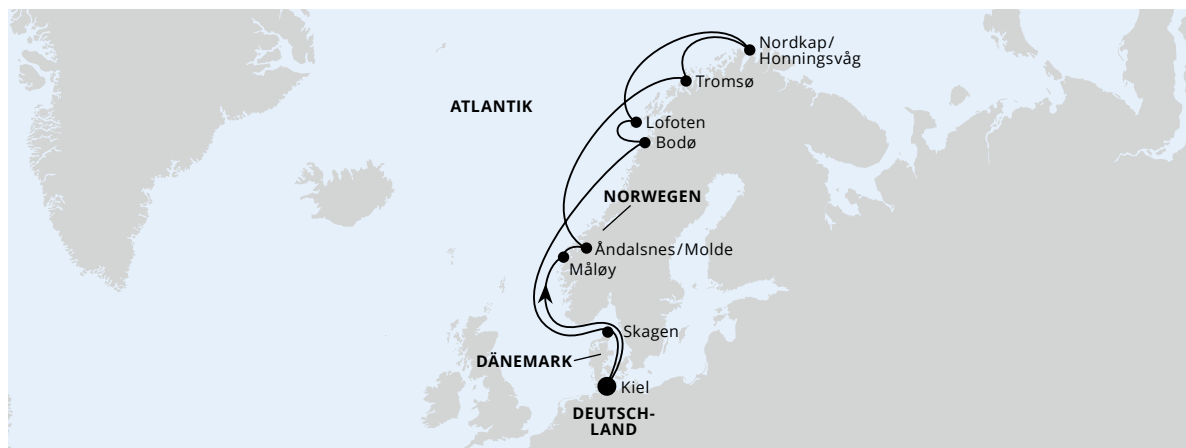 Nordkap/
Honningsvåg
Tromsø
ATLANTIK
Lofoten
Bodø
NORWEGEN
Åndalsnes/Molde
Måløy
Skagen
DÄNEMARK
Kiel
DEUTSCH-
LAND